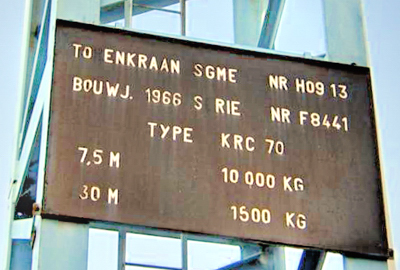 TO ENKRAAN SGME NR H09 13
BOUWJ. 1966 S RIE NR F8441
TYPE KRC 70
7,5 M 10 000 KG
30 M 1500 KG